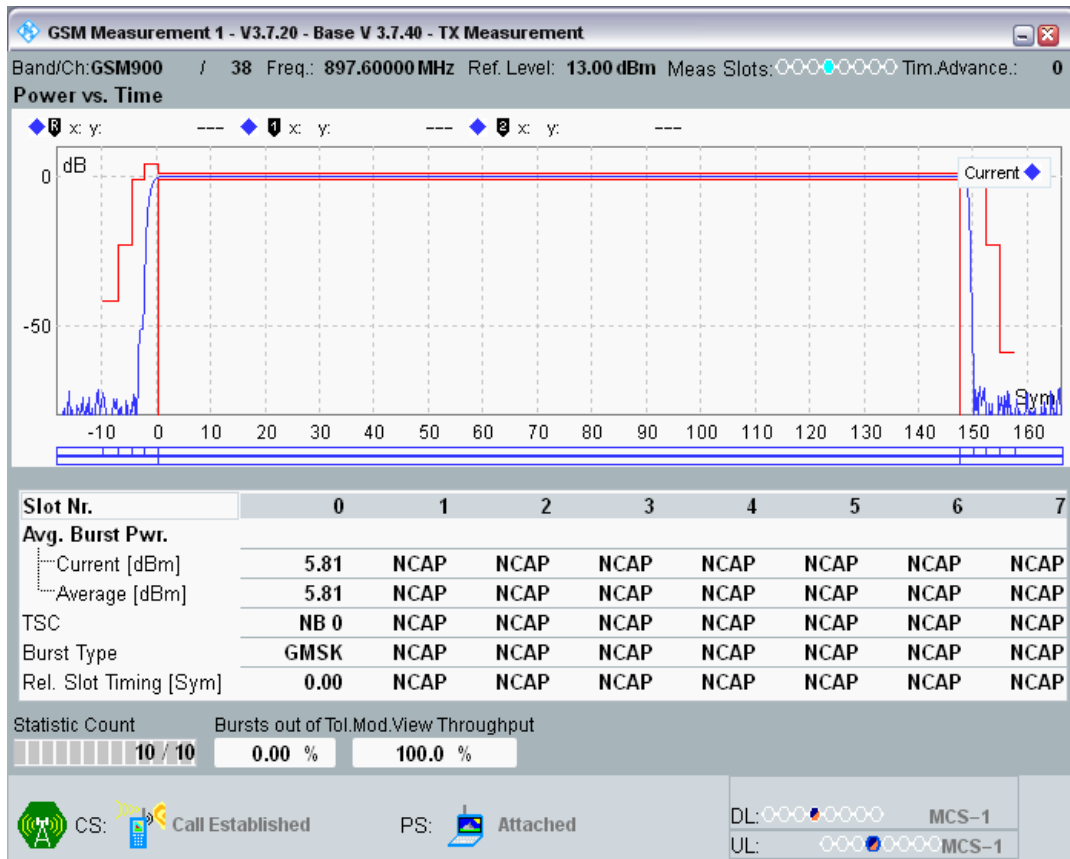 GSM Measurement 1 - V3.7.20 - Base V 3.7.40 - TX Measurement
Band/Ch:GSM900 / 38 Freq.: 897.60000 MHz Ref. Level: 13.00 dBm Meas Slots: Tim.Advance.: 0
Power vs. Time
R x: y: --- 1 x: y: --- 2 x: y: ---
dB
Current
0
-50
Sym
-10 0 10 20 30 40 50 60 70 80 90 100 110 120 130 140 150 160
Slot Nr. 0 1 2 3 4 5 6 7
Avg. Burst Pwr.
Current [dBm] 5.81 NCAP NCAP NCAP NCAP NCAP NCAP NCAP
Average [dBm] 5.81 NCAP NCAP NCAP NCAP NCAP NCAP NCAP
TSC NB 0 NCAP NCAP NCAP NCAP NCAP NCAP NCAP
Burst Type GMSK NCAP NCAP NCAP NCAP NCAP NCAP NCAP
Rel. Slot Timing [Sym] 0.00 NCAP NCAP NCAP NCAP NCAP NCAP NCAP
Statistic Count Bursts out of Tol. Mod.View Throughput
10 / 10 0.00 % 100.0 %
CS: Call Established PS: Attached
DL: MCS-1
UL: MCS-1